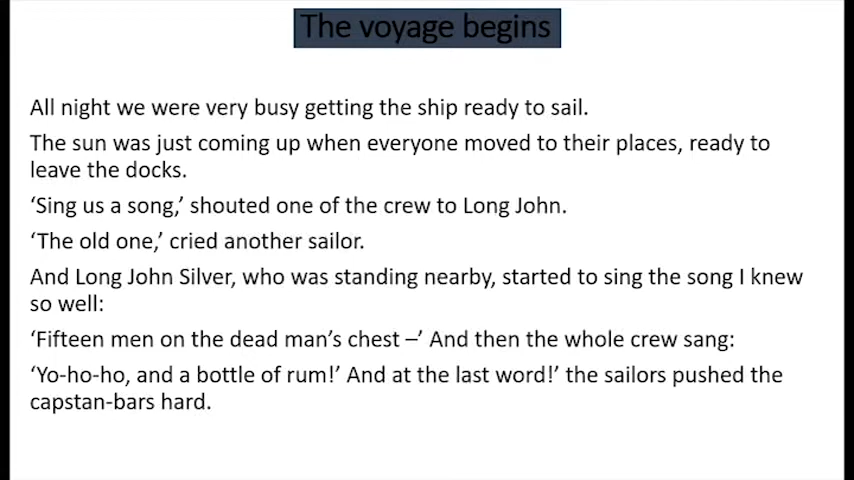 The voyage begins
All night we were very busy getting the ship ready to sail.
The sun was just coming up when everyone moved to their places, ready to
leave the docks.
‘Sing us a song,’ shouted one of the crew to Long John.
‘The old one,’ cried another sailor.
And Long John Silver, who was standing nearby, started to sing the song I knew
so well:
‘Fifteen men on the dead man’s chest –’ And then the whole crew sang:
‘Yo-ho-ho, and a bottle of rum!’ And at the last word!’ the sailors pushed the
capstan-bars hard.